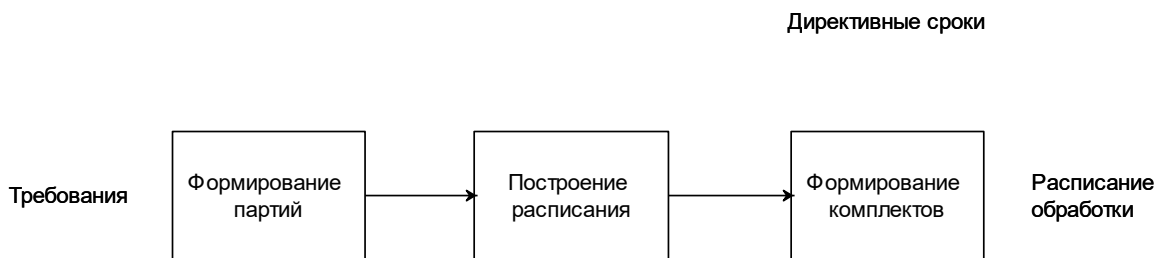 Директивные сроки
Требования
Формирование
партий
Построение
расписания
Формирование
комплектов
Расписание
обработки